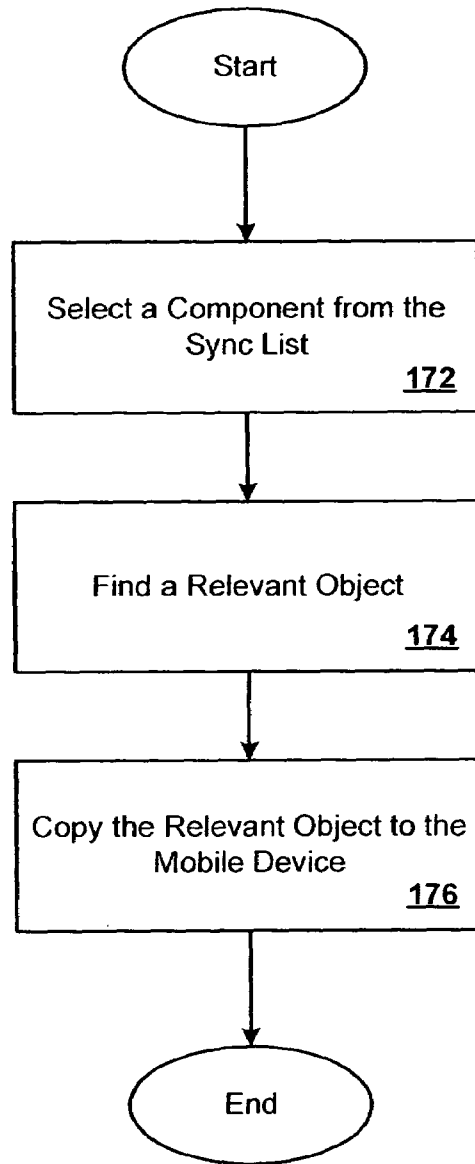 Start
Select a Component from the
Sync List
172
Find a Relevant Object
174
Copy the Relevant Object to the
Mobile Device
176
End